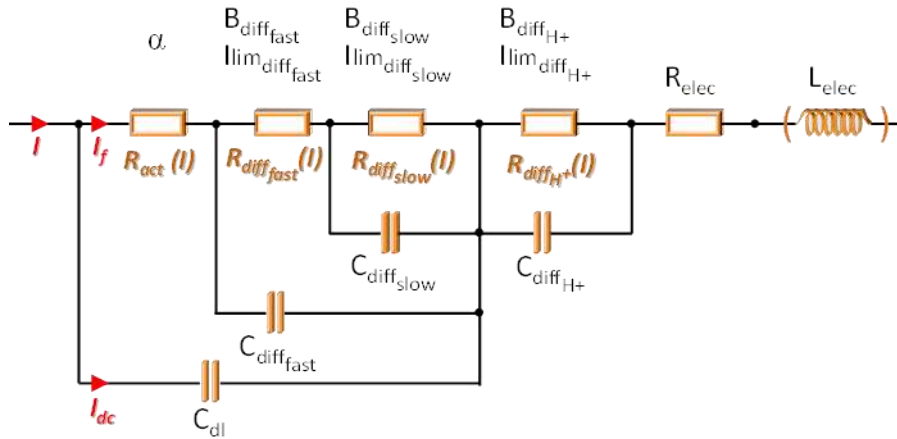 α
B_diff_fast
Ilim_diff_fast
B_diff_slow
Ilim_diff_slow
B_diff_H+
Ilim_diff_H+
R_elec
L_elec
I
I_f
R_act (I)
R_diff_fast(I)
R_diff_slow(I)
R_diff_H+(I)
C_diff_slow
C_diff_H+
C_diff_fast
I_dc
C_dl